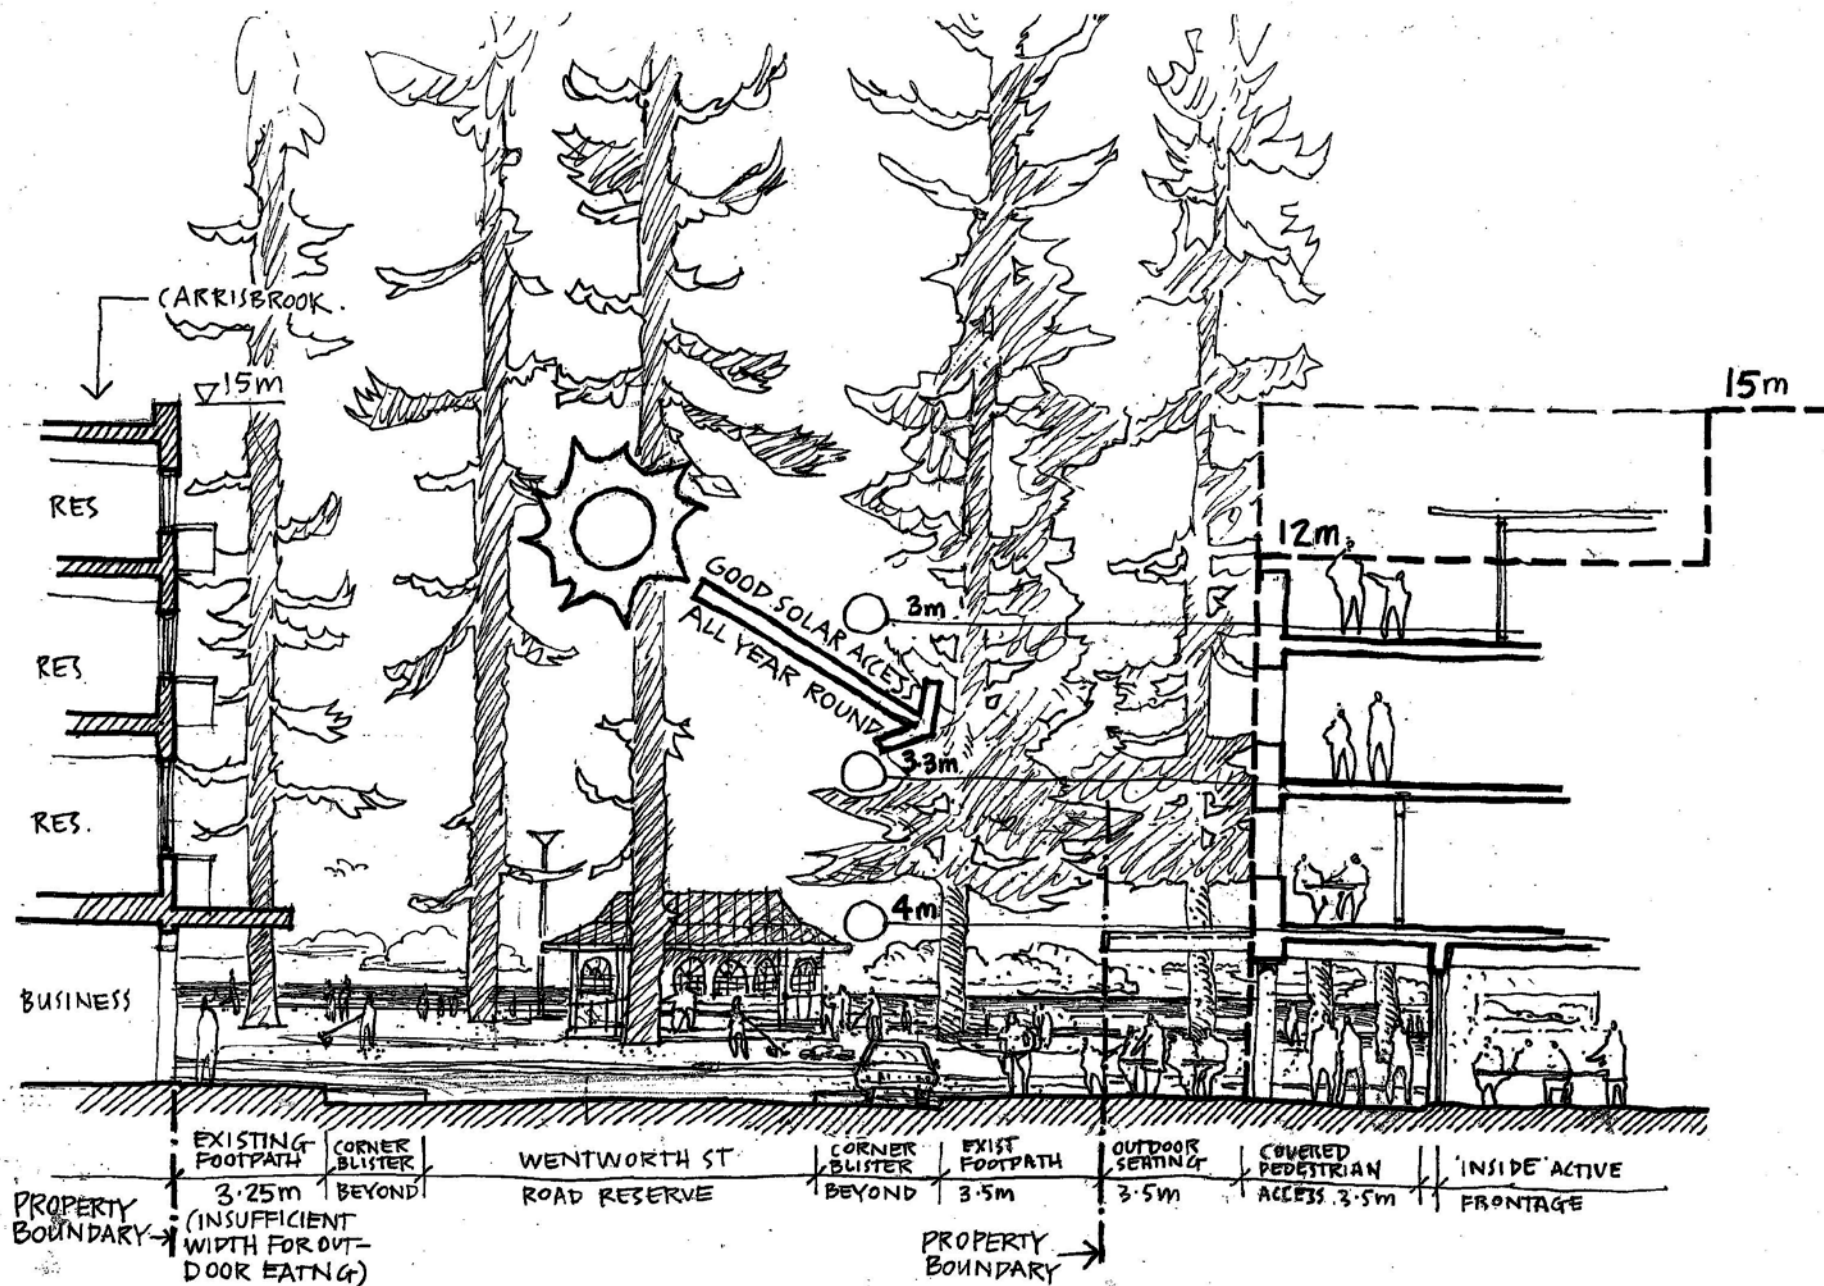 CARRISBROOK.
15m
15m
RES
12m
GOOD SOLAR ACCESS
ALL YEAR ROUND
3m
RES
3.3m
RES.
4m
BUSINESS
EXISTING
FOOTPATH
3.25m
(INSUFFICIENT
WIDTH FOR OUT-
DOOR EATNG)
CORNER
BLISTER
BEYOND
WENTWORTH ST
ROAD RESERVE
CORNER
BLISTER
BEYOND
EXIST
FOOTPATH
3.5m
OUTDOOR
SEATING
3.5m
COVERED
PEDESTRIAN
ACCESS. 3.5m
'INSIDE' ACTIVE
FRONTAGE
PROPERTY
BOUNDARY
PROPERTY
BOUNDARY